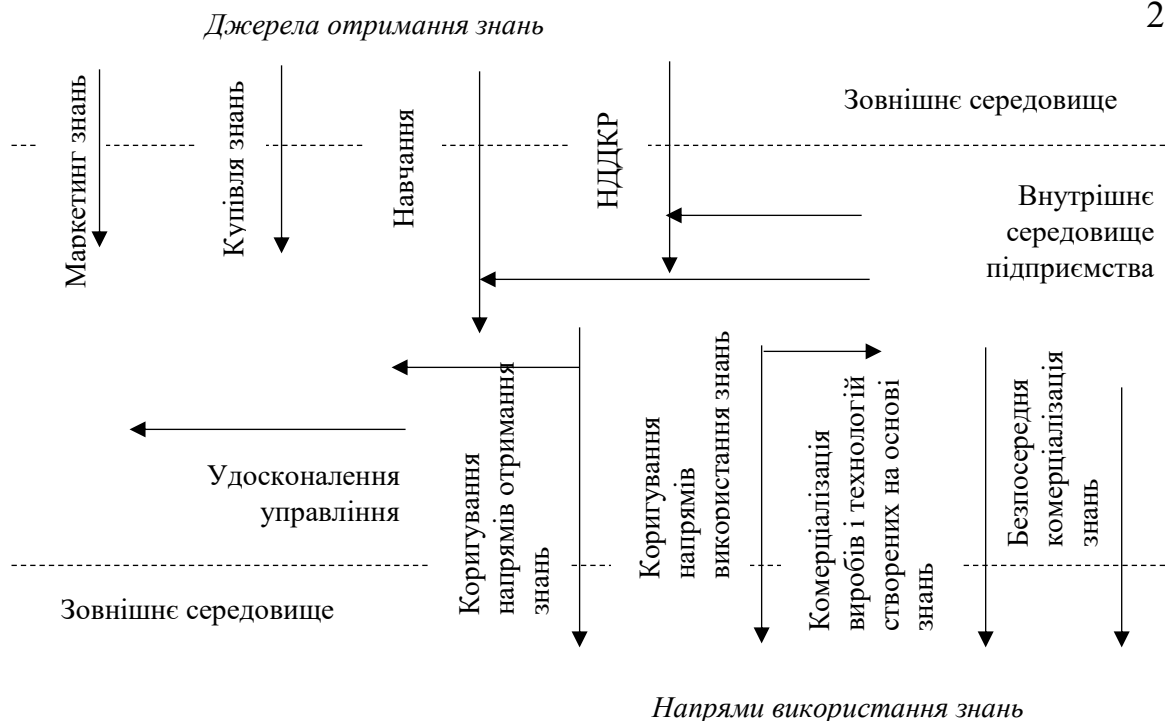 2
Джерела отримання знань
Маркетинг знань
Купівля знань
Навчання
НДДКР
Зовнішнє середовище
Внутрішнє
середовище
підприємства
Удосконалення
управління
Коригування
напрямів отримання
знань
Коригування
напрямів
використання знань
Комерціалізація
виробів і технологій
створених на основі
знань
Безпосередня
комерціалізація
знань
Зовнішнє середовище
Напрями використання знань